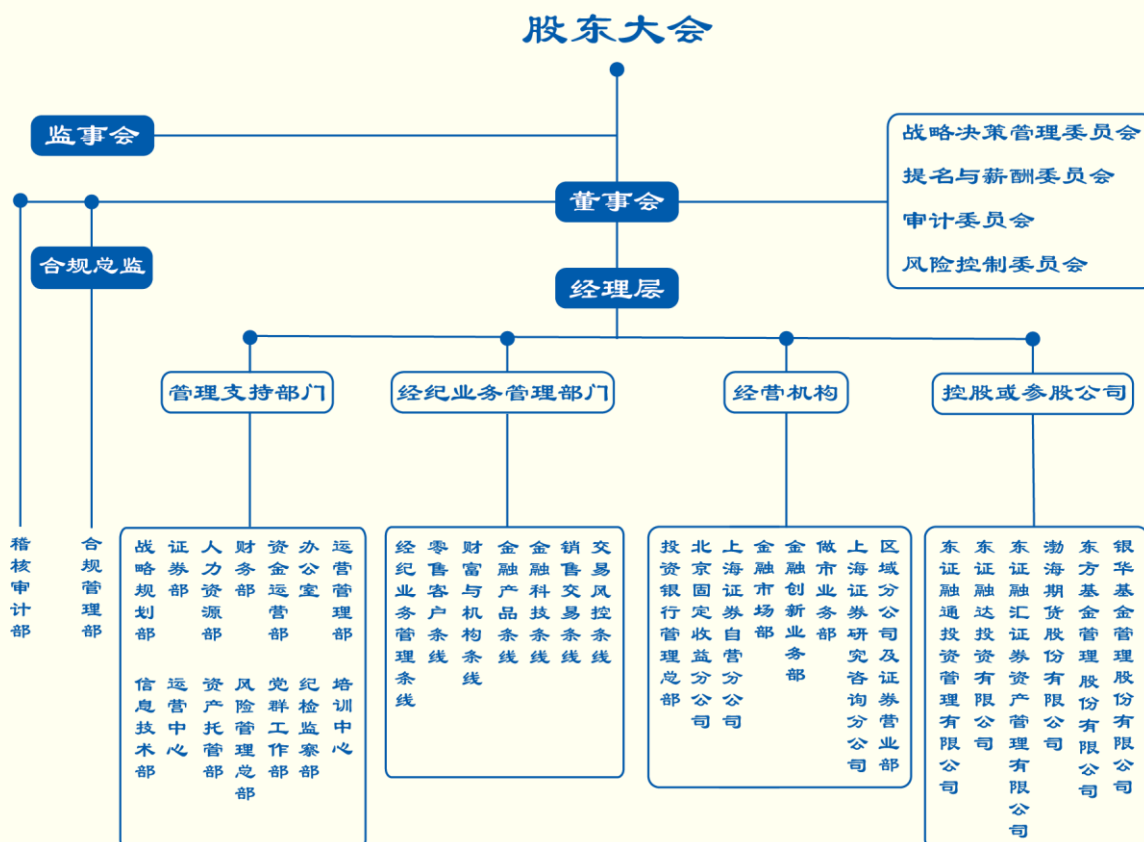 股东大会
监事会
战略决策管理委员会
提名与薪酬委员会
审计委员会
风险控制委员会
董事会
合规总监
经理层
管理支持部门
经纪业务管理部门
经营机构
控股或参股公司
稽核审计部
合规管理部
战略规划部
证券部
人力资源部
财务部
资金运营部
办公室
运营管理部
信息技术部
运营中心
资产托管部
风险管理总部
党群工作部
纪检监察部
培训中心
经纪业务管理条线
零售客户条线
财富与机构条线
金融产品条线
金融科技条线
销售交易条线
交易风控条线
投资银行管理总部
北京固定收益分公司
上海证券自营分公司
金融市场部
金融创新业务部
做市业务部
上海证券研究咨询分公司
区域分公司及证券营业部
东证融通投资管理有限公司
东证融达投资有限公司
东证融汇证券资产管理有限公司
渤海期货股份有限公司
东方基金管理股份有限公司
银华基金管理股份有限公司